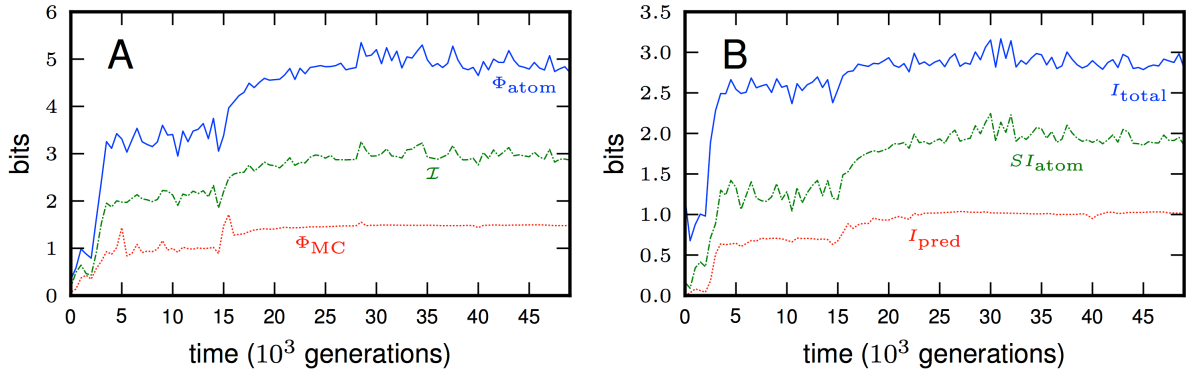 A
6
5
4
3
2
1
0
bits
Φatom
ℐ
ΦMC
0 5 10 15 20 25 30 35 40 45
time (10³ generations)
B
3.5
3.0
2.5
2.0
1.5
1.0
0.5
0.0
bits
Itotal
SIatom
Ipred
0 5 10 15 20 25 30 35 40 45
time (10³ generations)